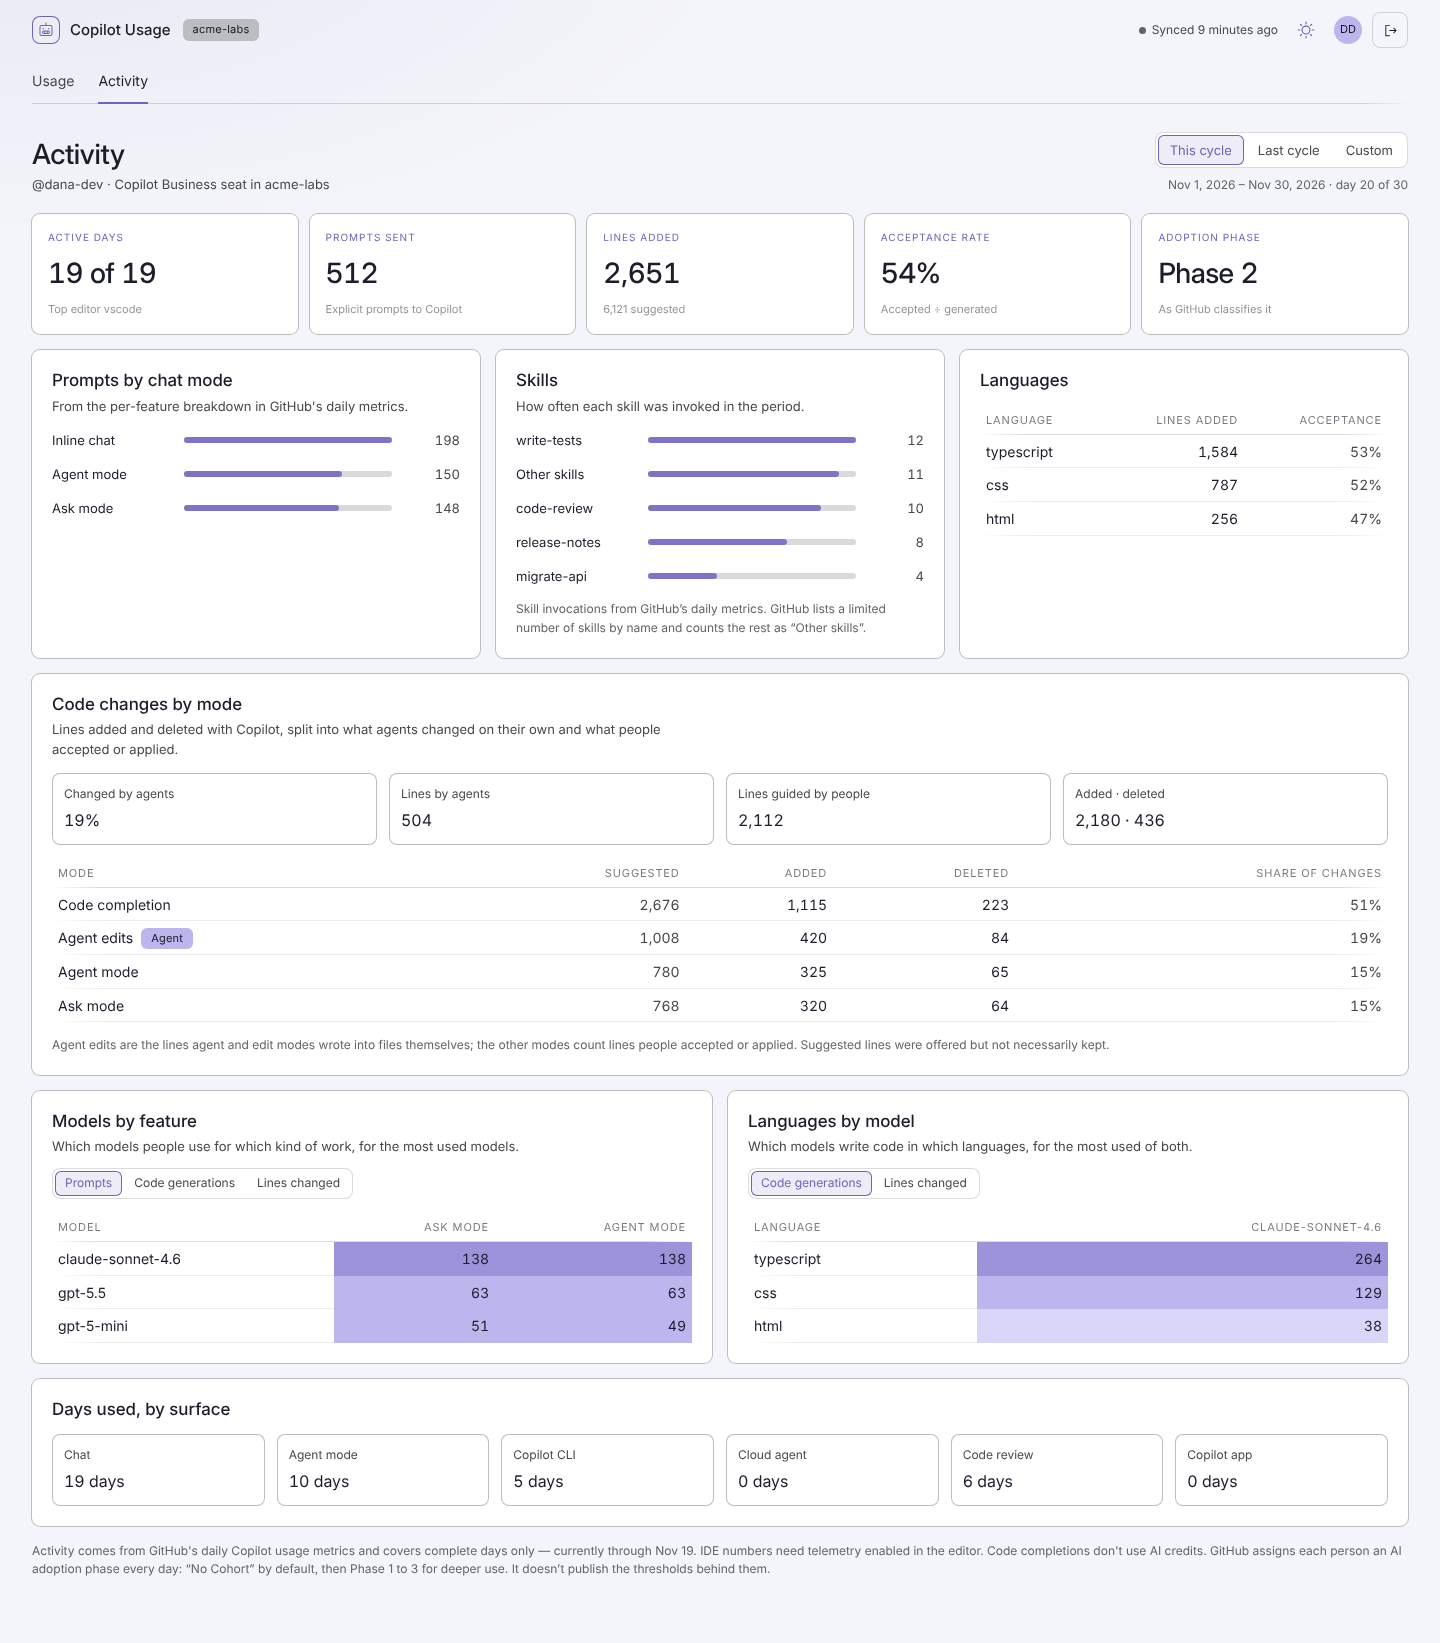 Copilot Usage acme-labs Synced 9 minutes ago DD
Usage Activity
Activity
This cycle Last cycle Custom
@dana-dev · Copilot Business seat in acme-labs
Nov 1, 2026 – Nov 30, 2026 · day 20 of 30
ACTIVE DAYS
19 of 19
Top editor vscode
PROMPTS SENT
512
Explicit prompts to Copilot
LINES ADDED
2,651
6,121 suggested
ACCEPTANCE RATE
54%
Accepted ÷ generated
ADOPTION PHASE
Phase 2
As GitHub classifies it
Prompts by chat mode
From the per-feature breakdown in GitHub's daily metrics.
Inline chat 198
Agent mode 150
Ask mode 148
Skills
How often each skill was invoked in the period.
write-tests 12
Other skills 11
code-review 10
release-notes 8
migrate-api 4
Skill invocations from GitHub’s daily metrics. GitHub lists a limited
number of skills by name and counts the rest as “Other skills”.
Languages
LANGUAGE LINES ADDED ACCEPTANCE
typescript 1,584 53%
css 787 52%
html 256 47%
Code changes by mode
Lines added and deleted with Copilot, split into what agents changed on their own and what people
accepted or applied.
Changed by agents
19%
Lines by agents
504
Lines guided by people
2,112
Added · deleted
2,180 · 436
MODE SUGGESTED ADDED DELETED SHARE OF CHANGES
Code completion 2,676 1,115 223 51%
Agent edits Agent 1,008 420 84 19%
Agent mode 780 325 65 15%
Ask mode 768 320 64 15%
Agent edits are the lines agent and edit modes wrote into files themselves; the other modes count lines people accepted or applied. Suggested lines were offered but not necessarily kept.
Models by feature
Which models people use for which kind of work, for the most used models.
Prompts Code generations Lines changed
MODEL ASK MODE AGENT MODE
claude-sonnet-4.6 138 138
gpt-5.5 63 63
gpt-5-mini 51 49
Languages by model
Which models write code in which languages, for the most used of both.
Code generations Lines changed
LANGUAGE CLAUDE-SONNET-4.6
typescript 264
css 129
html 38
Days used, by surface
Chat
19 days
Agent mode
10 days
Copilot CLI
5 days
Cloud agent
0 days
Code review
6 days
Copilot app
0 days
Activity comes from GitHub's daily Copilot usage metrics and covers complete days only — currently through Nov 19. IDE numbers need telemetry enabled in the editor. Code completions don't use AI credits. GitHub assigns each person an AI
adoption phase every day: “No Cohort” by default, then Phase 1 to 3 for deeper use. It doesn’t publish the thresholds behind them.